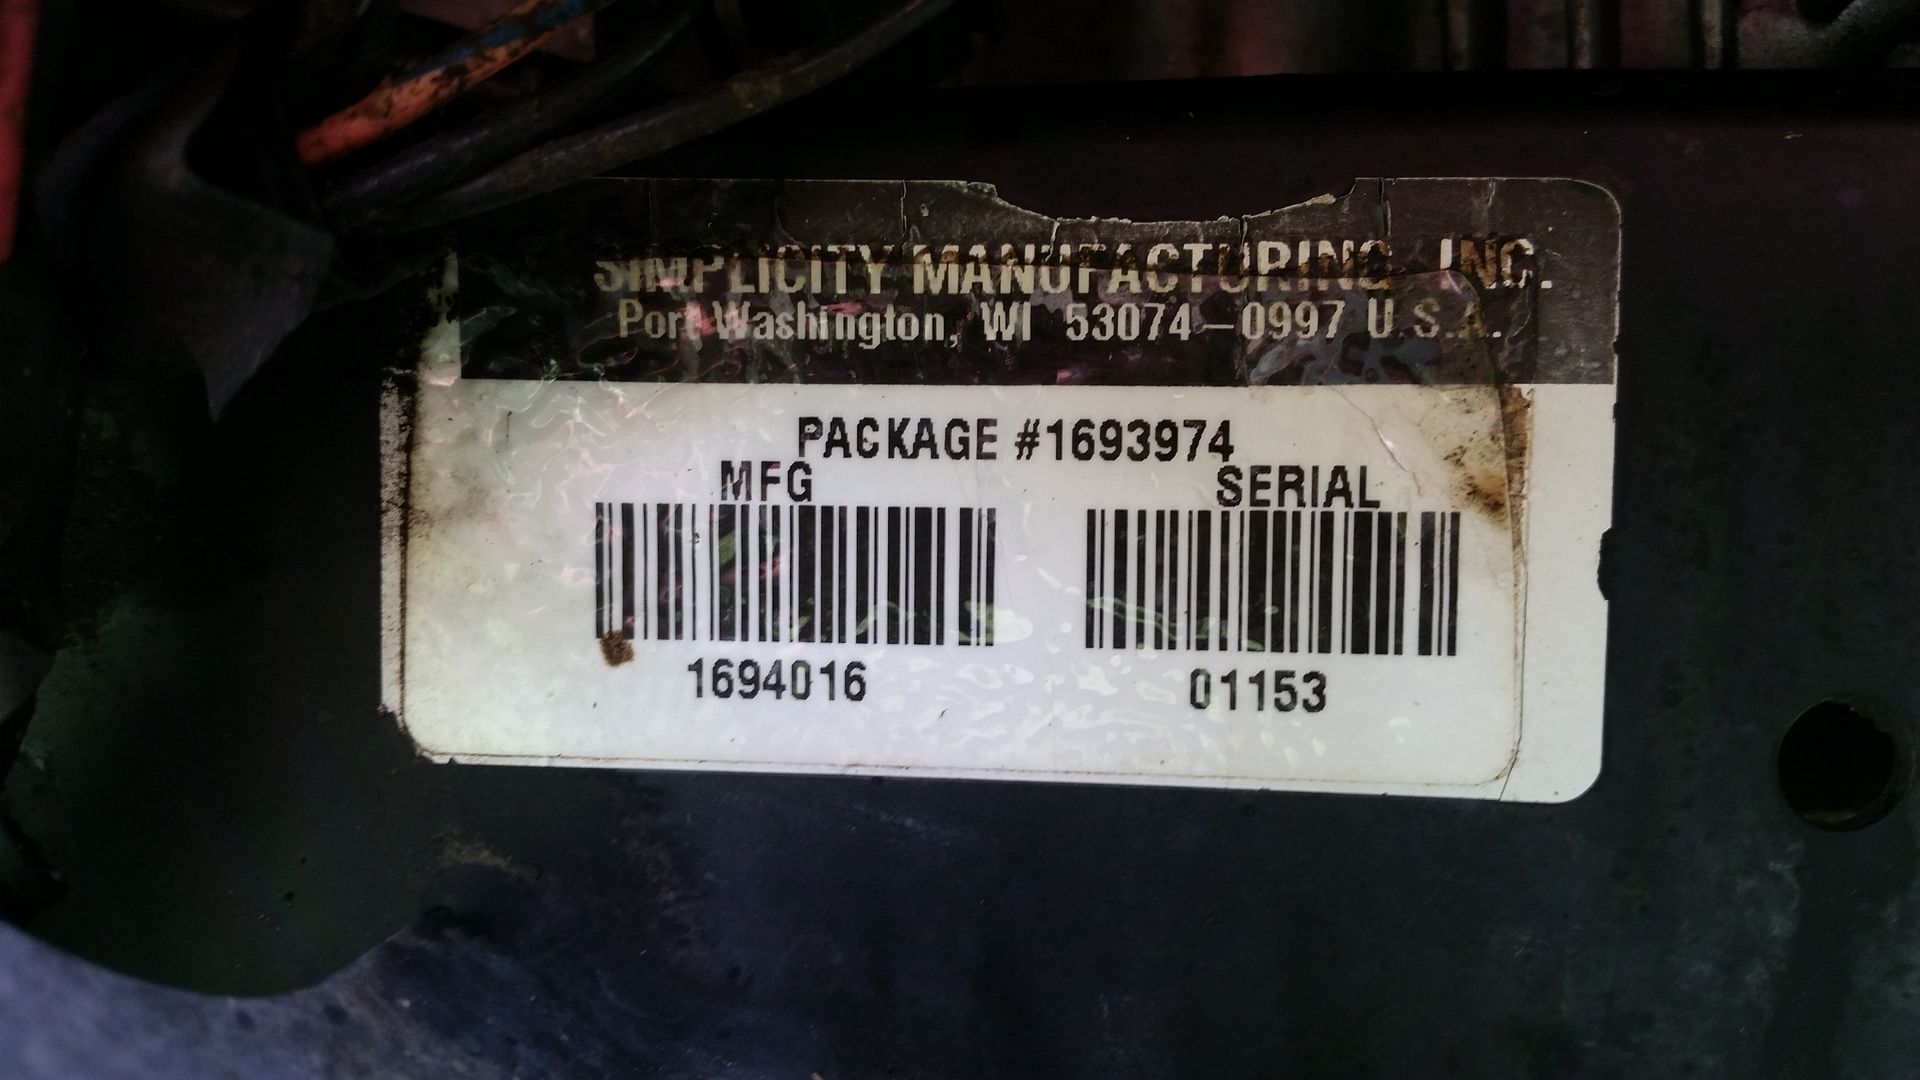 SIMPLICITY MANUFACTURING, INC.
Port Washington, WI 53074-0997 U.S.A.
PACKAGE #1693974
MFG SERIAL
1694016 01153